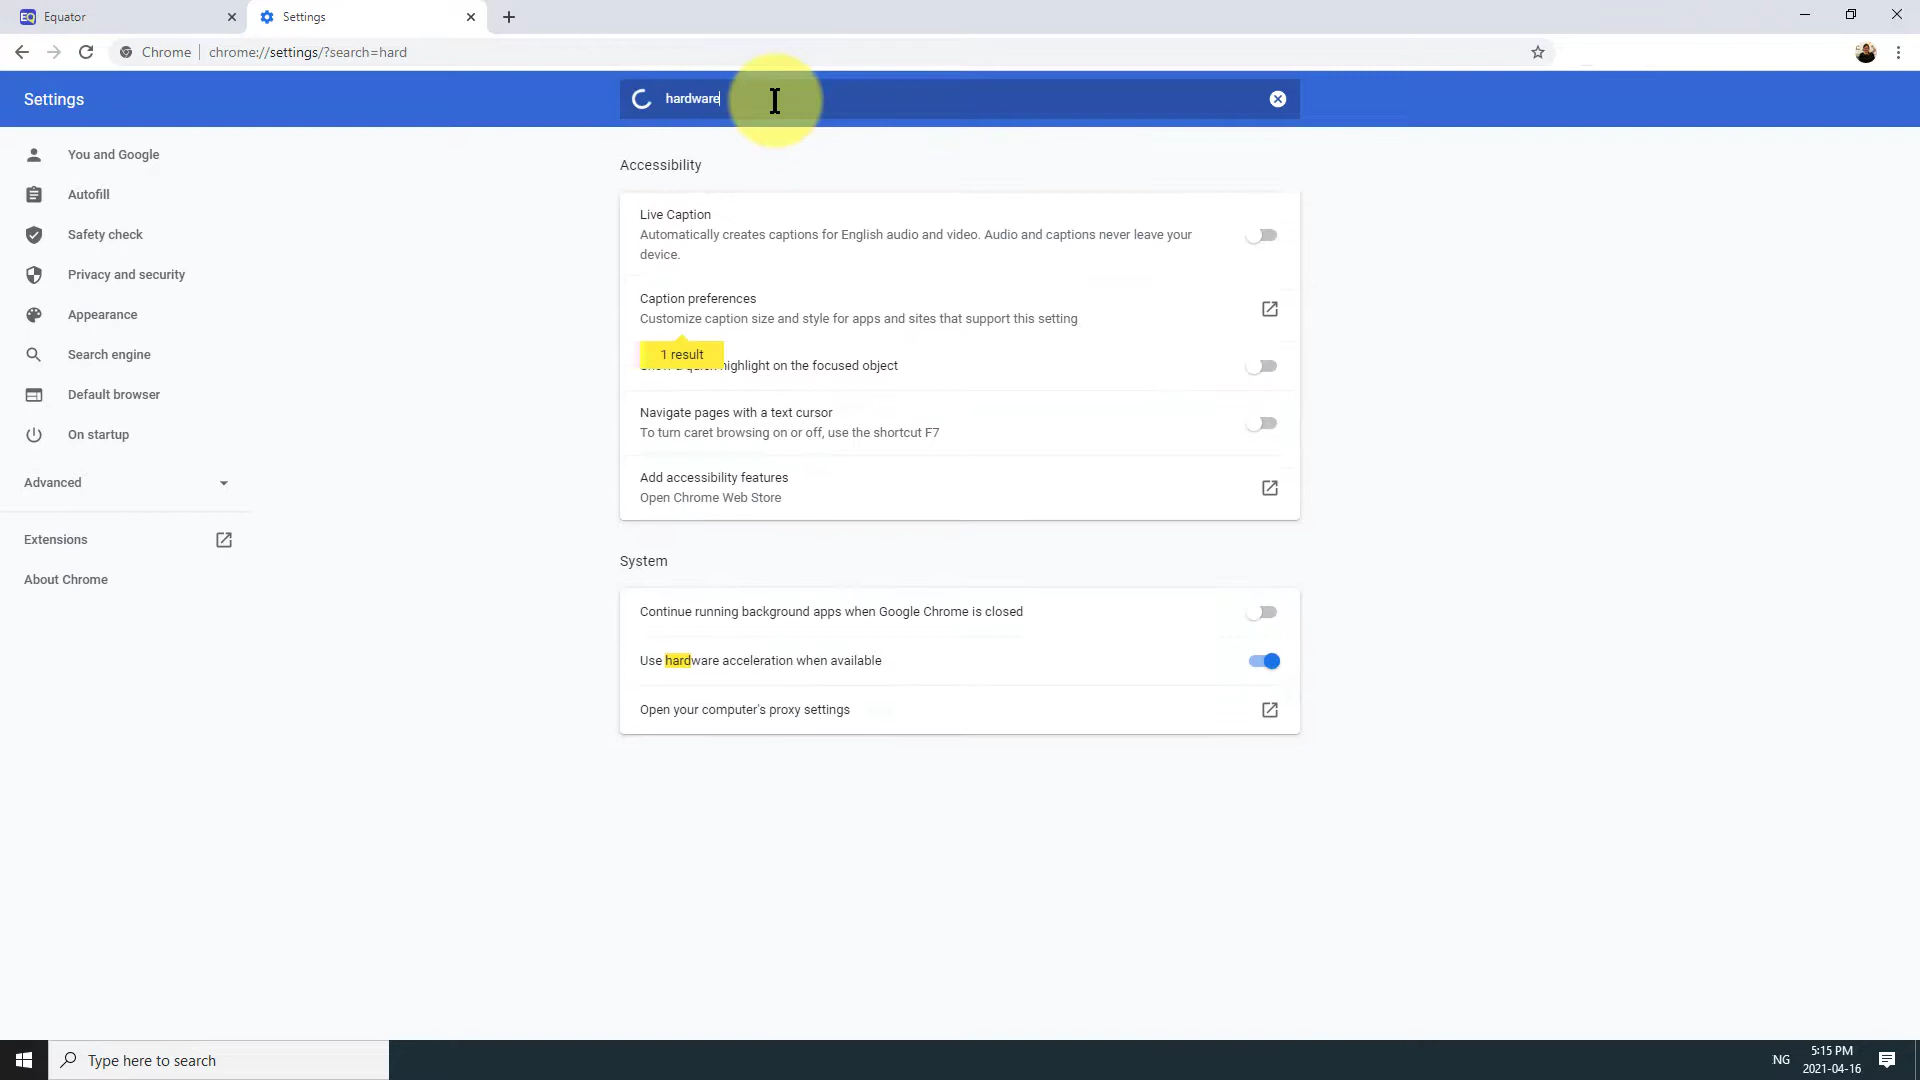 Equator
Settings
Chrome
chrome://settings/?search=hard
Settings
hardware
You and Google
Autofill
Safety check
Privacy and security
Appearance
Search engine
Default browser
On startup
Advanced
Extensions
About Chrome
Accessibility
Live Caption
Automatically creates captions for English audio and video. Audio and captions never leave your
device.
Caption preferences
Customize caption size and style for apps and sites that support this setting
1 result
highlight on the focused object
Navigate pages with a text cursor
To turn caret browsing on or off, use the shortcut F7
Add accessibility features
Open Chrome Web Store
System
Continue running background apps when Google Chrome is closed
Use hardware acceleration when available
Open your computer's proxy settings
Type here to search
NG
5:15 PM
2021-04-16